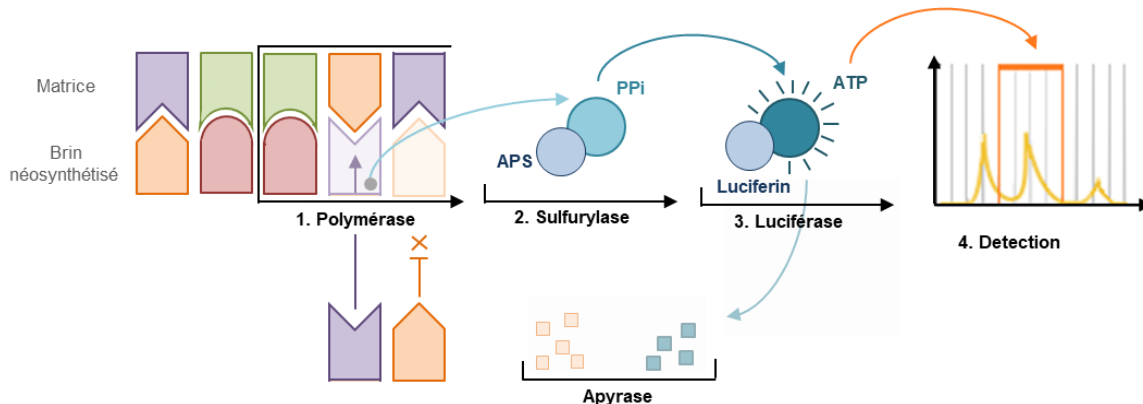 Matrice
Brin
néosynthétisé
PPi
APS
ATP
Luciferin
1. Polymérase
2. Sulfurylase
3. Luciférase
4. Detection
Apyrase